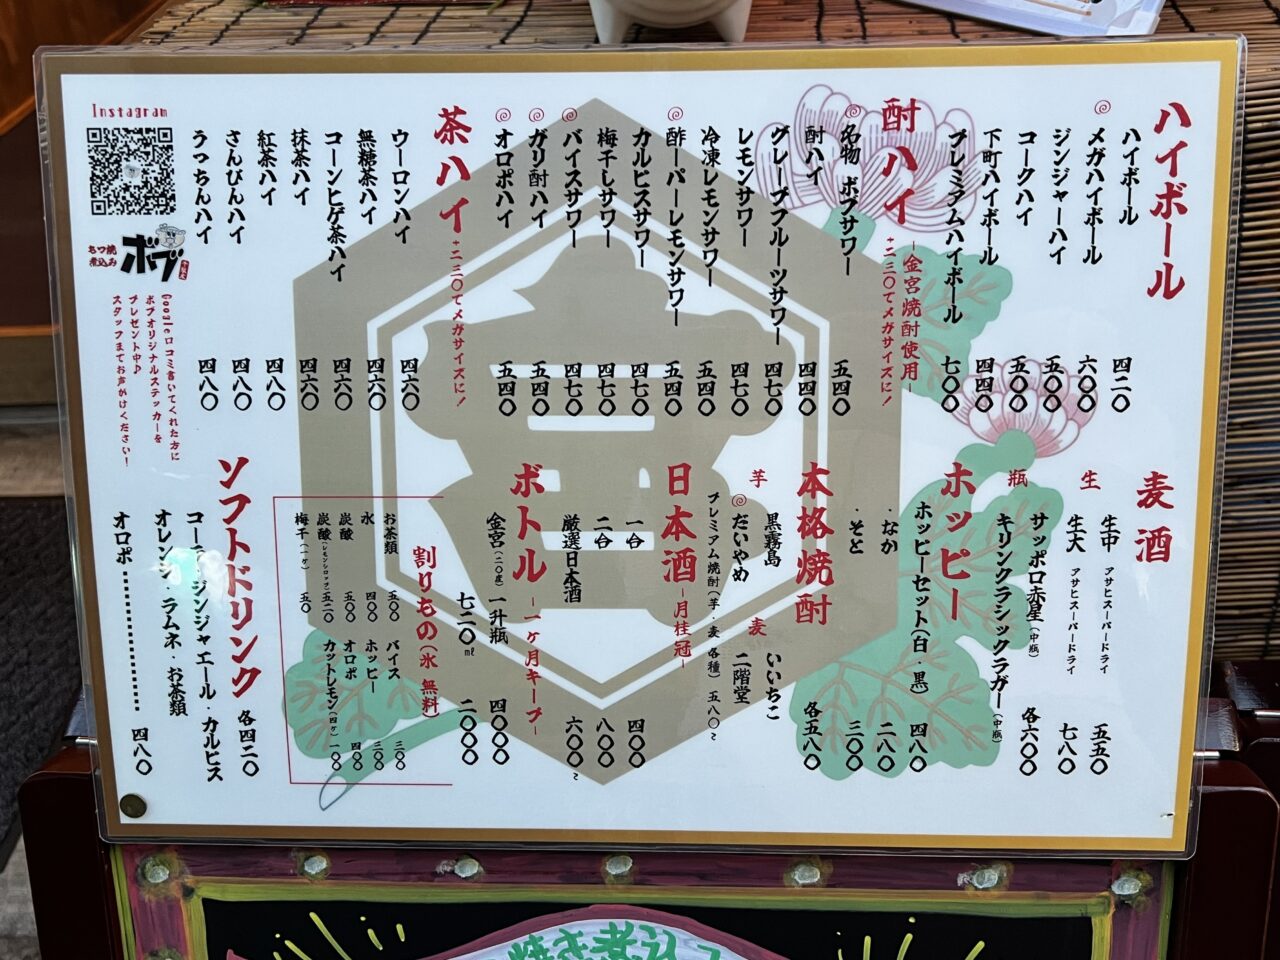 ハイボール
ハイボール 四二〇
メガハイボール 六〇〇
ジンジャーハイ 五〇〇
コークハイ 五〇〇
下町ハイボール 四四〇
プレミアムハイボール 七〇〇
酎ハイ
-金宮焼酎使用
+二三〇でメガサイズに!
名物 ボブサワー 五四〇
酎ハイ 四四〇
グレープフルーツサワー 四七〇
レモンサワー 四七〇
冷凍レモンサワー 五四〇
酢ーパーレモンサワー 五四〇
カルピスサワー 四七〇
梅干しサワー 四七〇
バイスサワー 四七〇
ガリ酎ハイ 五四〇
オロポハイ 五四〇
茶ハイ
+二三〇でメガサイズに!
ウーロンハイ 四六〇
無糖茶ハイ 四六〇
コーンヒゲ茶ハイ 四六〇
抹茶ハイ 四六〇
紅茶ハイ 四八〇
さんぴんハイ 四八〇
うっちんハイ 四八〇
Instagram
もつ焼
煮込み
ボブ
Google口コミ書いてくれた方に
ボブオリジナルステッカーを
プレゼント中♪
スタッフまでお声がけください!
麦酒
生
生中 アサヒスーパードライ 五五〇
生大 アサヒスーパードライ 七八〇
瓶
サッポロ赤星(中瓶)
キリンクラシックラガー(中瓶) 各六〇〇
ホッピー
ホッピーセット(白・黒) 四八〇
・なか 二八〇
・そと 三〇〇
本格焼酎
各五八〇
芋
黒霧島
だいやめ
麦
いいちこ
二階堂
プレミアム焼酎(芋・麦 各種) 五八〇~
日本酒
-月桂冠-
一合 四〇〇
二合 八〇〇
厳選日本酒 六〇〇~
ボトル
-一ヶ月キープ-
金宮(二〇度) 一升瓶 四〇〇〇
七二〇ml 二〇〇〇
割りもの(氷 無料)
お茶類 五〇〇
水 四〇〇
炭酸 五〇〇
炭酸(レモンシロップ) 五二〇
梅干(一ヶ) 五〇
バイス 三〇〇
ホッピー 三〇〇
オロポ 四〇〇
カットレモン(四ヶ) 一〇〇
ソフトドリンク
各四二〇
コーラ・ジンジャエール・カルピス
オレンジ・ラムネ・お茶類
オロポ 四八〇
焼き煮込